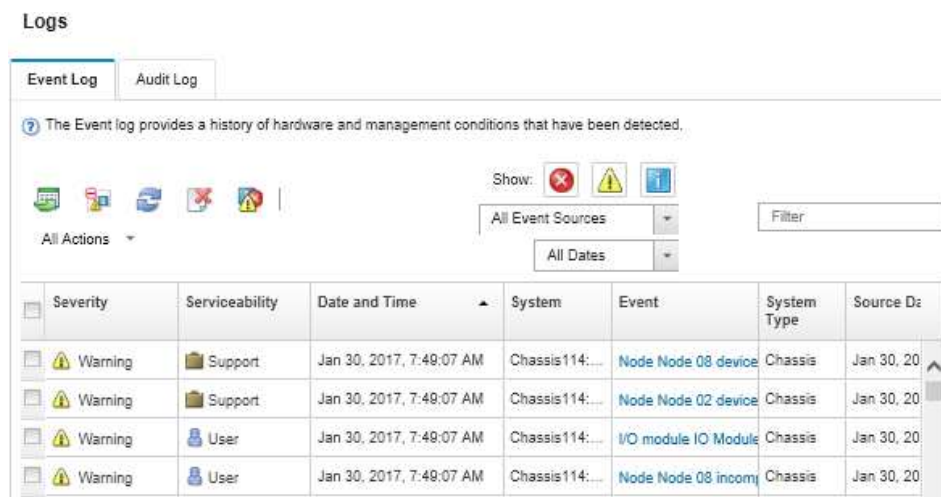 Logs
Event Log Audit Log
The Event log provides a history of hardware and management conditions that have been detected.
Show:
All Event Sources
Filter
All Actions
All Dates
Severity Serviceability Date and Time System Event System Type Source Da
Warning Support Jan 30, 2017, 7:49:07 AM Chassis114:... Node Node 08 device Chassis Jan 30, 20
Warning Support Jan 30, 2017, 7:49:07 AM Chassis114:... Node Node 02 device Chassis Jan 30, 20
Warning User Jan 30, 2017, 7:49:07 AM Chassis114:... I/O module IO Module Chassis Jan 30, 20
Warning User Jan 30, 2017, 7:49:07 AM Chassis114:... Node Node 08 incom Chassis Jan 30, 20